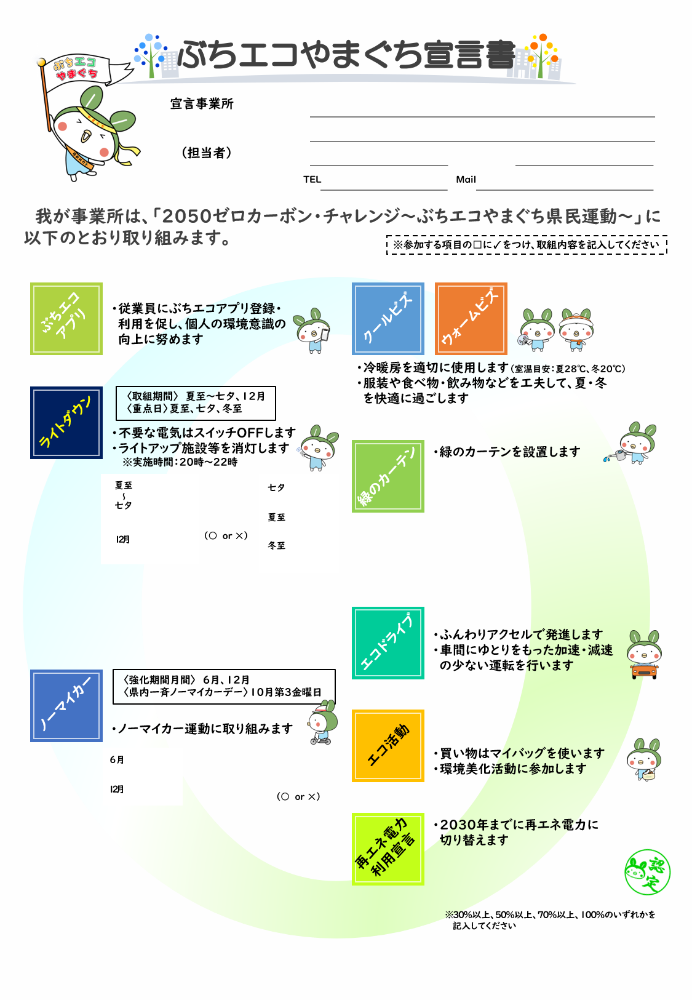 ぶちエコやまぐち宣言書
ぶちエコ
やまぐち
宣言事業所
（担当者）
TEL
Mail
我が事業所は、「2050ゼロカーボン・チャレンジ～ぶちエコやまぐち県民運動～」に
以下のとおり取り組みます。
※参加する項目の□に✓をつけ、取組内容を記入してください
ぶちエコ
アプリ
・従業員にぶちエコアプリ登録・
利用を促し、個人の環境意識の
向上に努めます
ライトダウン
〈取組期間〉 夏至～七夕、12月
〈重点日〉夏至、七夕、冬至
・不要な電気はスイッチOFFします
・ライトアップ施設等を消灯します
※実施時間：20時～22時
夏至
～
七夕
12月
（○ or ×）
七夕
夏至
冬至
ノーマイカー
〈強化期間月間〉 6月、12月
〈県内一斉ノーマイカーデー〉10月第3金曜日
・ノーマイカー運動に取り組みます
6月
12月
（○ or ×）
クールビズ
ウォームビズ
・冷暖房を適切に使用します（室温目安：夏28℃、冬20℃）
・服装や食べ物・飲み物などを工夫して、夏・冬
を快適に過ごします
緑のカーテン
・緑のカーテンを設置します
エコドライブ
・ふんわりアクセルで発進します
・車間にゆとりをもった加速・減速
の少ない運転を行います
エコ活動
・買い物はマイバッグを使います
・環境美化活動に参加します
再エネ電力
利用宣言
・2030年までに再エネ電力に
切り替えます
認
定
※30%以上、50%以上、70%以上、100%のいずれかを
記入してください